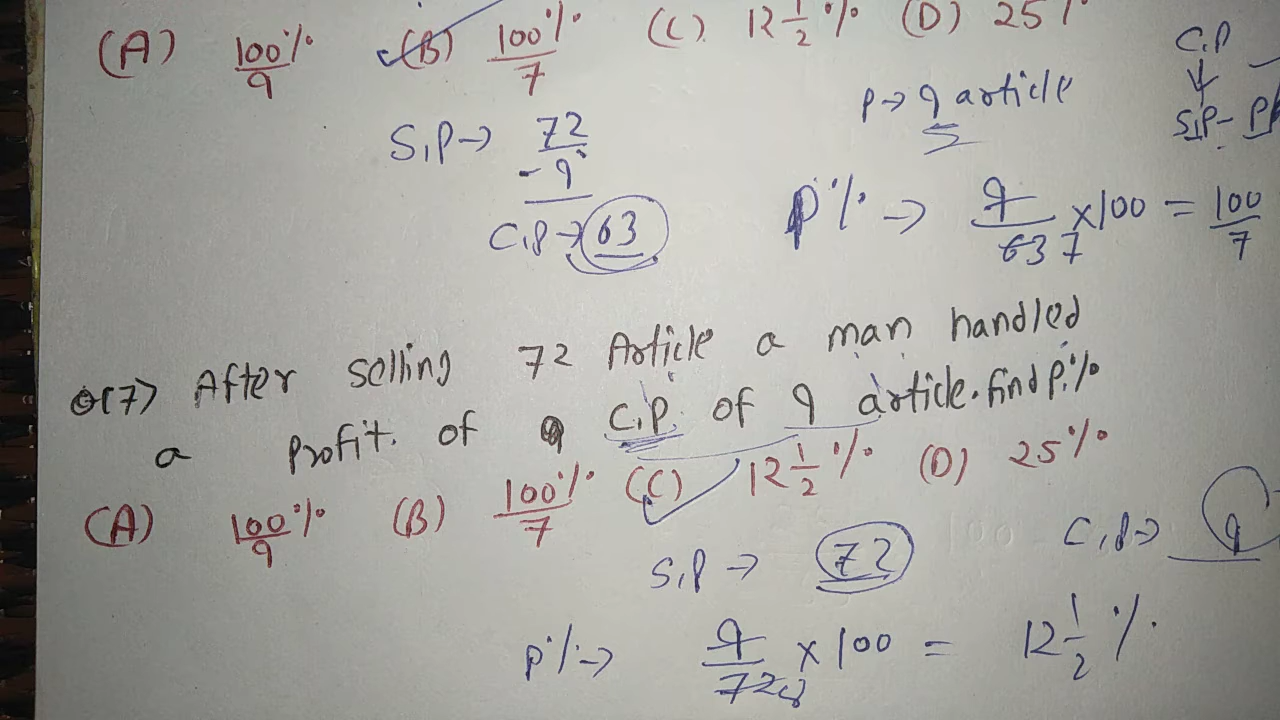 (A) 100%/9 (B) 100%/7 (C) 12 1/2 % (D) 25%
C.P
P→ 9 article
↓
S.P→ 72
S.P-
- 9
C.P→ 63
P% → 9/63 7 ×100 = 100/7
Q(7) After selling 72 Article a man handled
a Profit. of C.P. of 9 article. find P.%
(A) 100%/9 (B) 100%/7 (C) 12 1/2 % (D) 25%
S.P → 72
C.P→ 9
P%→ 9/72 8 × 100 = 12 1/2 %